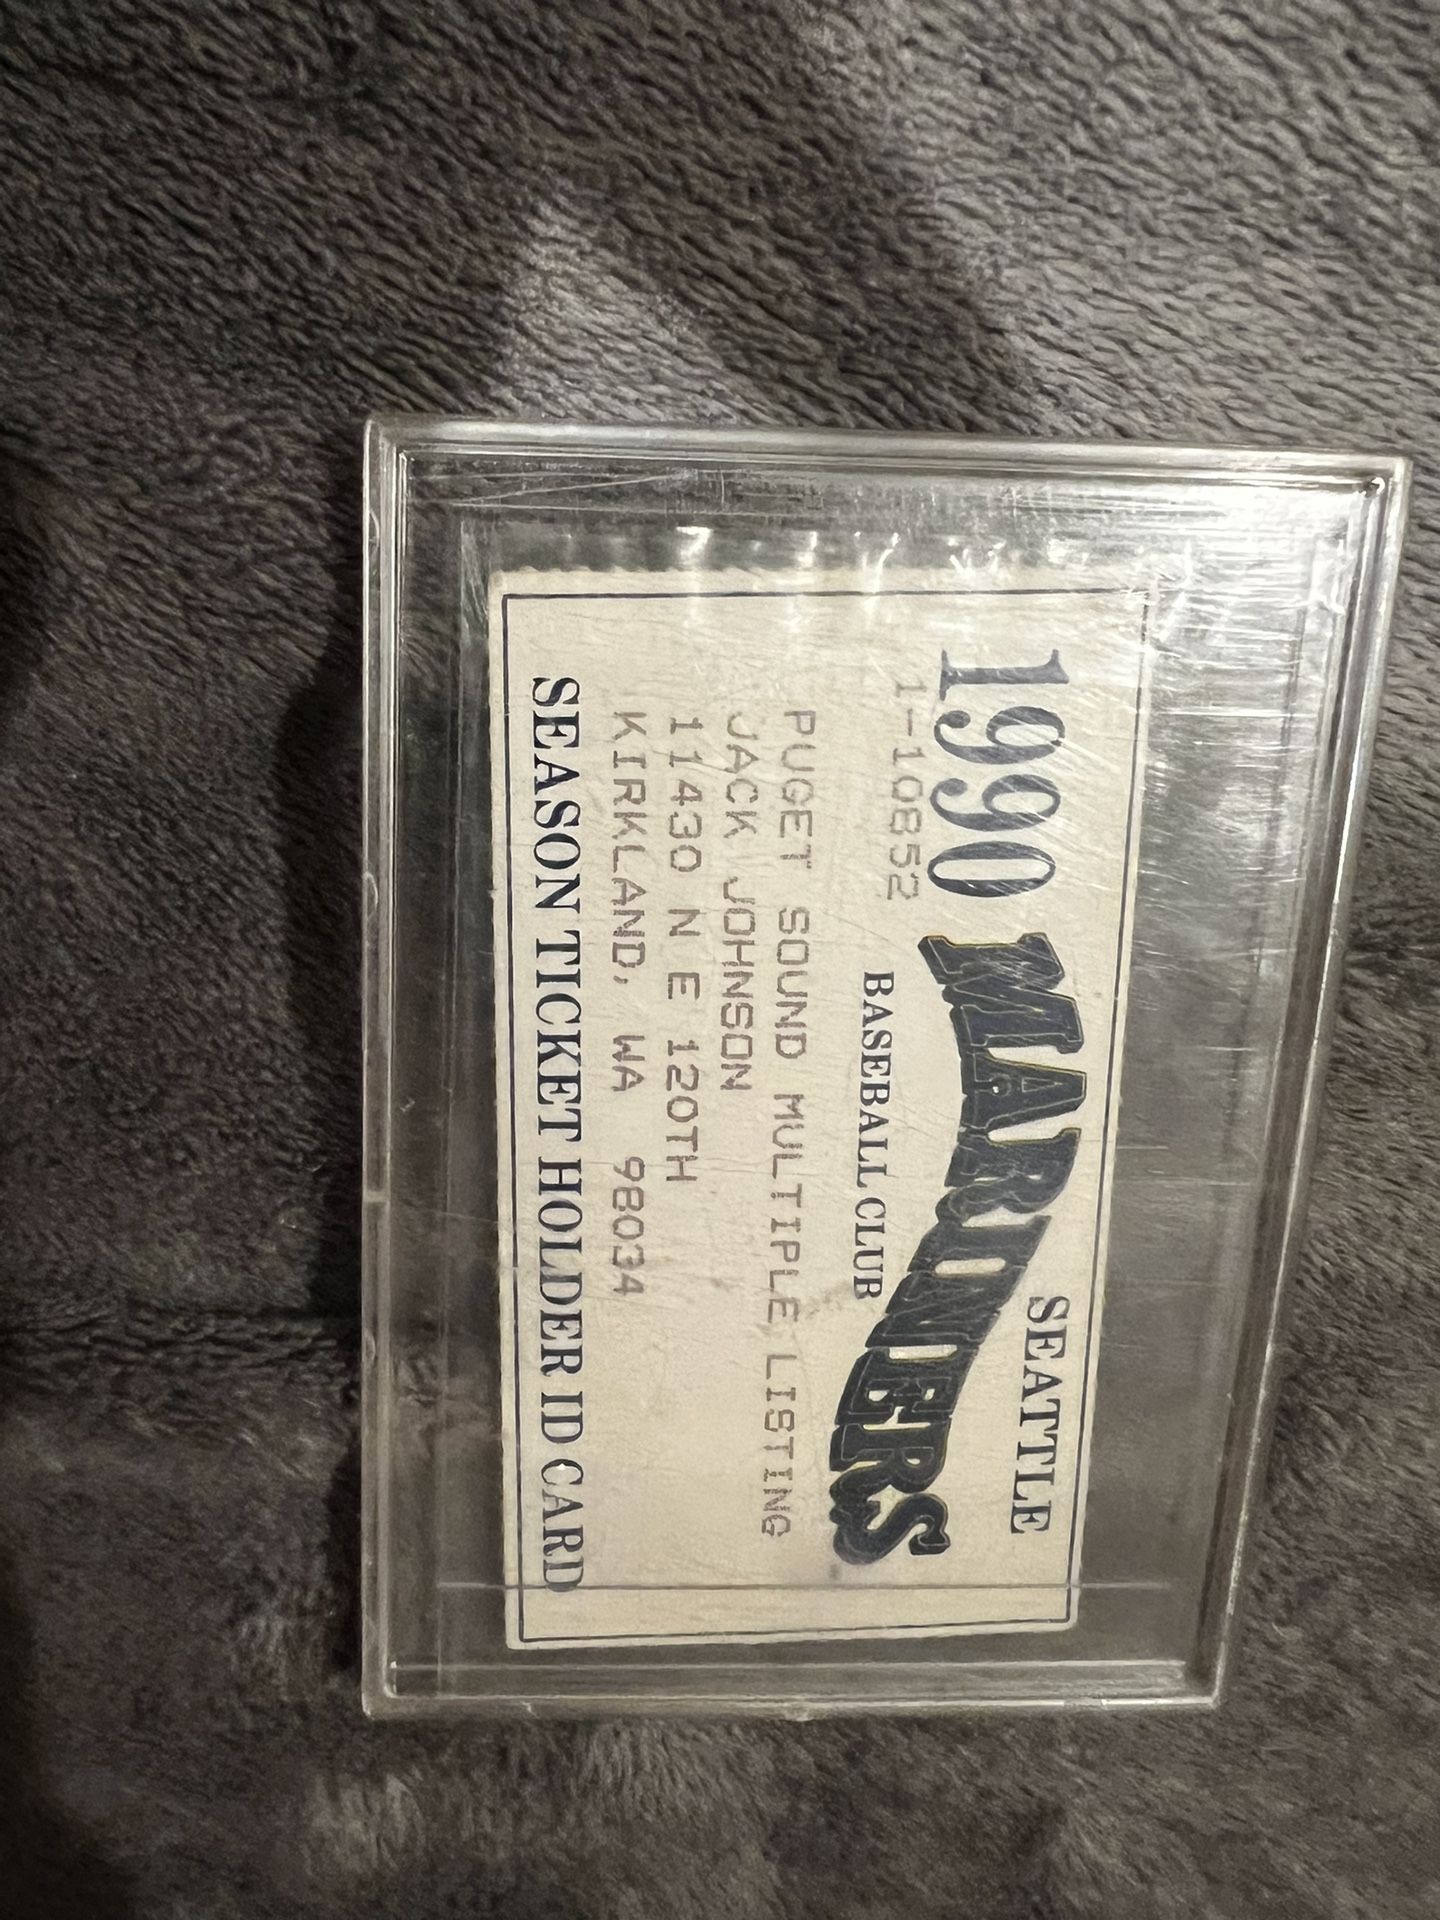 SEATTLE
1990 MARINERS
BASEBALL CLUB
1-10852
PUGET SOUND MULTIPLE LISTING
JACK JOHNSON
11430 N E 120TH
KIRKLAND, WA 98034
SEASON TICKET HOLDER ID CARD